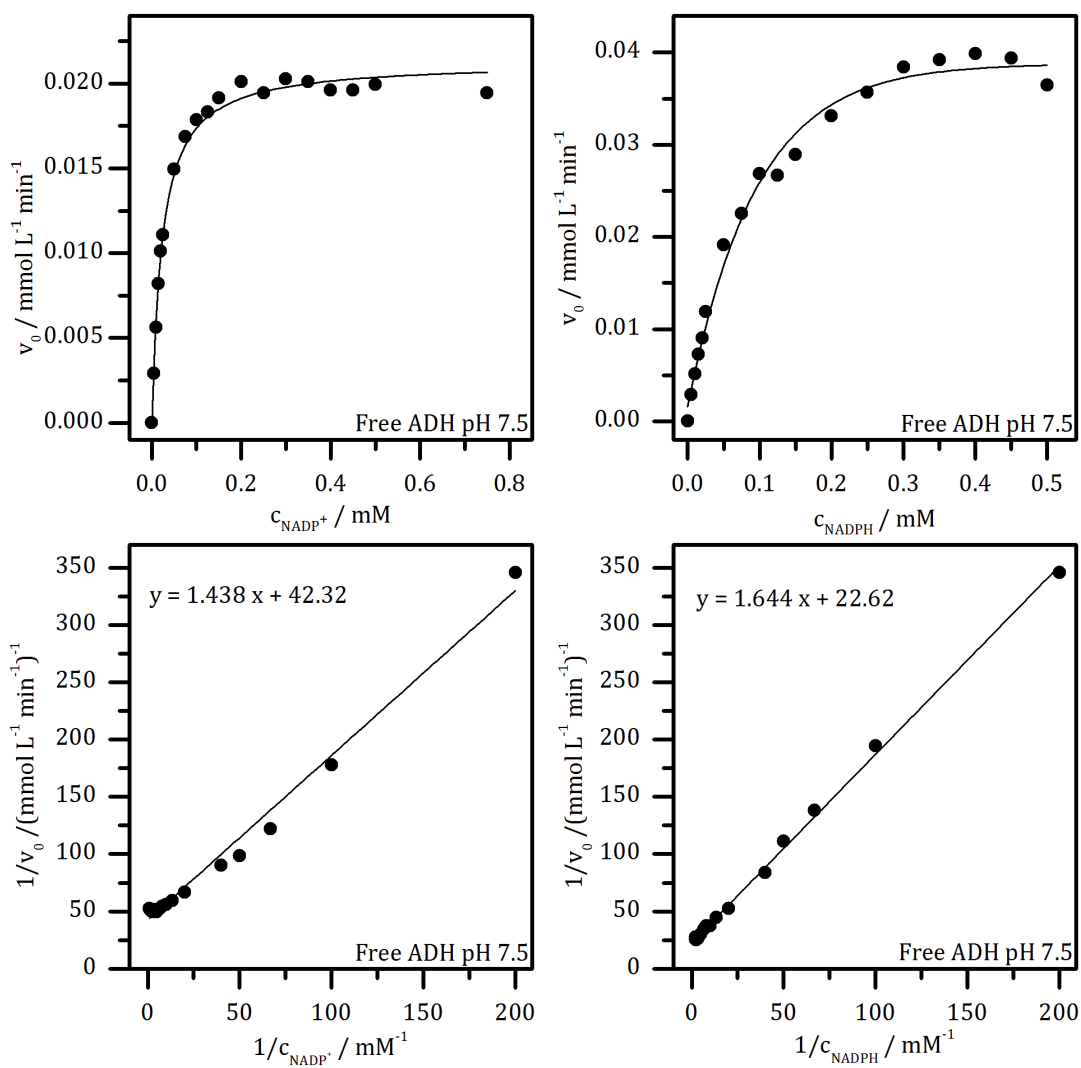 0.020
0.015
0.010
0.005
0.000
v₀ / mmol L⁻¹ min⁻¹
Free ADH pH 7.5
0.0 0.2 0.4 0.6 0.8
c_NADP⁺ / mM
0.04
0.03
0.02
0.01
0.00
v₀ / mmol L⁻¹ min⁻¹
Free ADH pH 7.5
0.0 0.1 0.2 0.3 0.4 0.5
c_NADPH / mM
350
300
250
200
150
100
50
0
1/v₀ /(mmol L⁻¹ min⁻¹)⁻¹
y = 1.438 x + 42.32
Free ADH pH 7.5
0 50 100 150 200
1/c_NADP⁺ / mM⁻¹
350
300
250
200
150
100
50
0
1/v₀ /(mmol L⁻¹ min⁻¹)⁻¹
y = 1.644 x + 22.62
Free ADH pH 7.5
0 50 100 150 200
1/c_NADPH / mM⁻¹